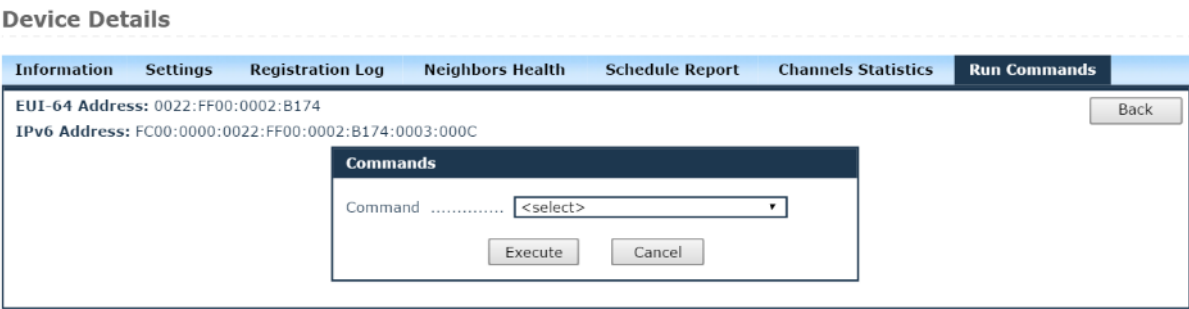 Device Details
Information Settings Registration Log Neighbors Health Schedule Report Channels Statistics Run Commands
EUI-64 Address: 0022:FF00:0002:B174
Back
IPv6 Address: FC00:0000:0022:FF00:0002:B174:0003:000C
Commands
Command .............. <select>
Execute Cancel